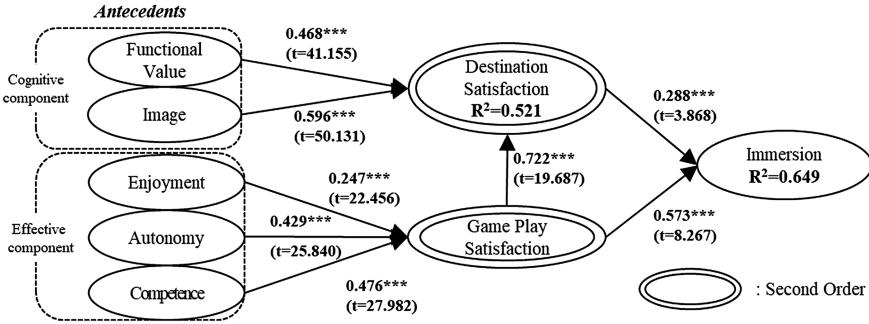 Antecedents
Cognitive
component
Functional
Value
Image
0.468***
(t=41.155)
0.596***
(t=50.131)
Destination
Satisfaction
R²=0.521
0.288***
(t=3.868)
0.722***
(t=19.687)
Immersion
R²=0.649
Effective
component
Enjoyment
Autonomy
Competence
0.247***
(t=22.456)
0.429***
(t=25.840)
0.476***
(t=27.982)
Game Play
Satisfaction
0.573***
(t=8.267)
: Second Order